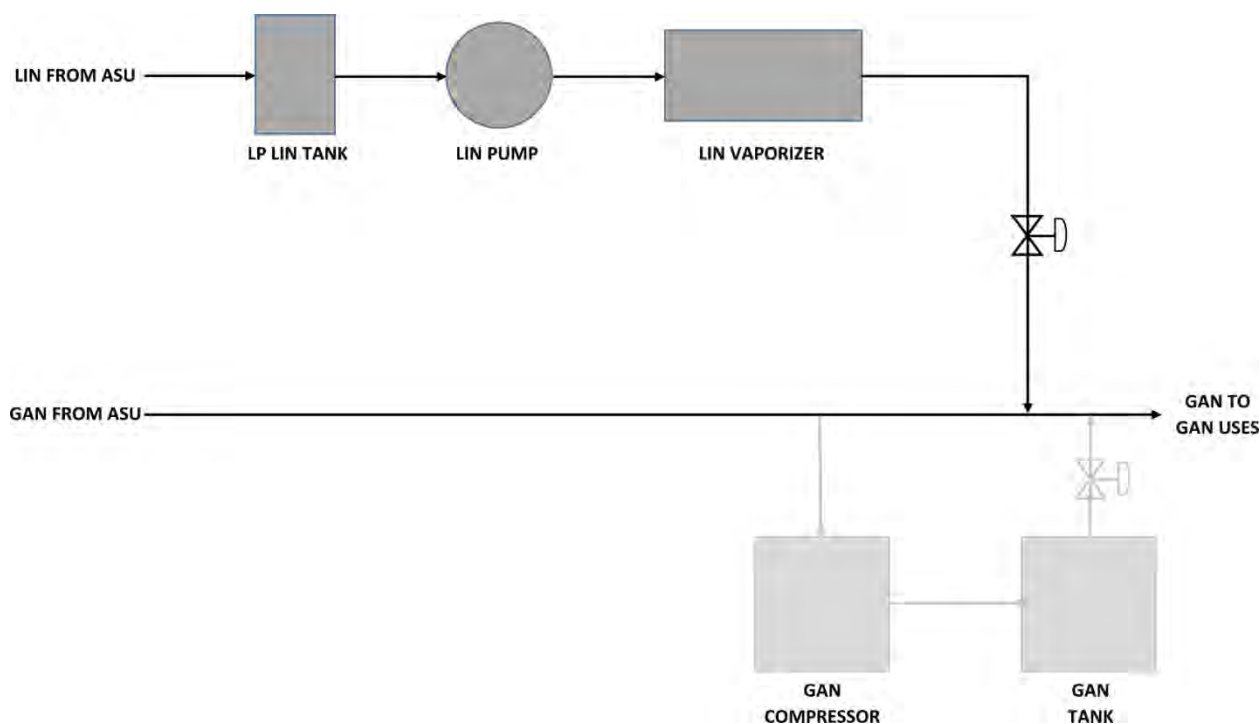 LIN FROM ASU
LP LIN TANK
LIN PUMP
LIN VAPORIZER
GAN FROM ASU
GAN TO
GAN USES
GAN
COMPRESSOR
GAN
TANK